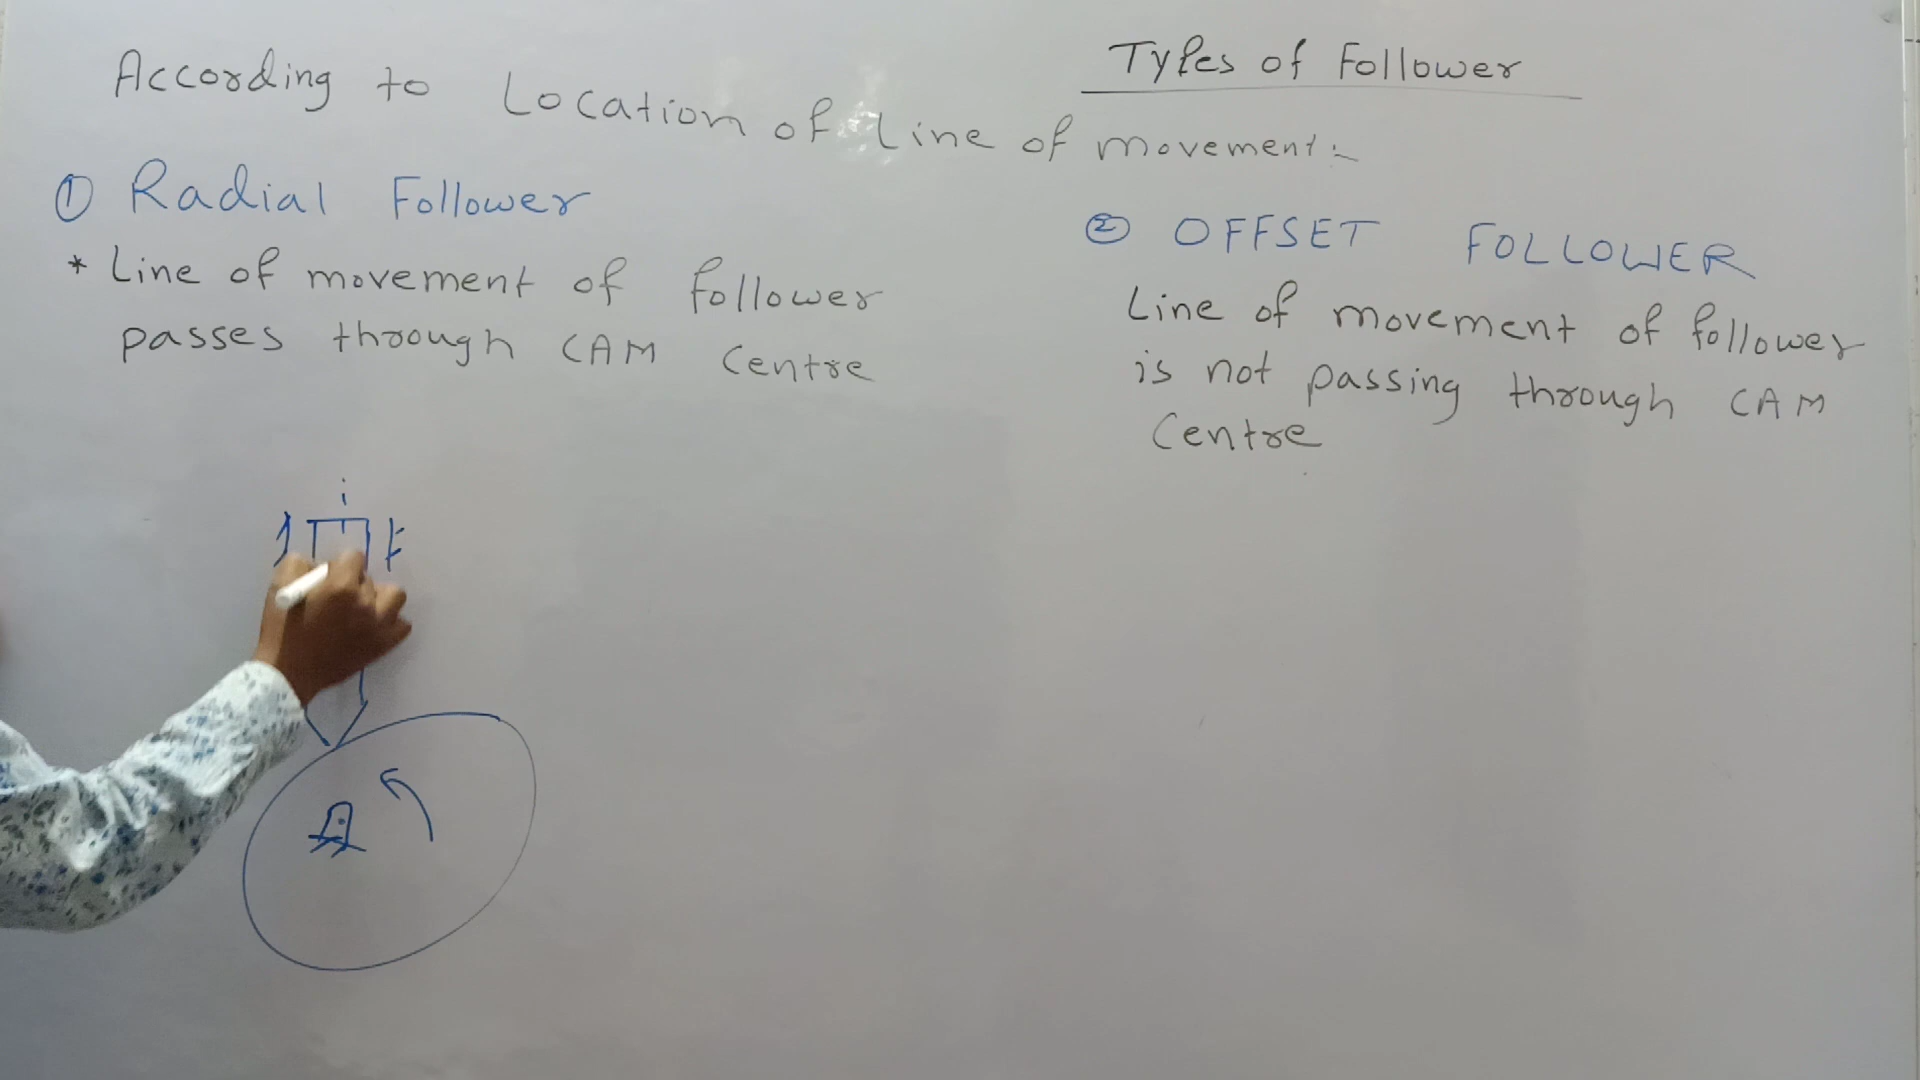 Types of Follower
According to Location of Line of movement:-
① Radial Follower
* Line of movement of follower
passes through CAM Centre
② OFFSET FOLLOWER
Line of movement of follower
is not passing through CAM
Centre